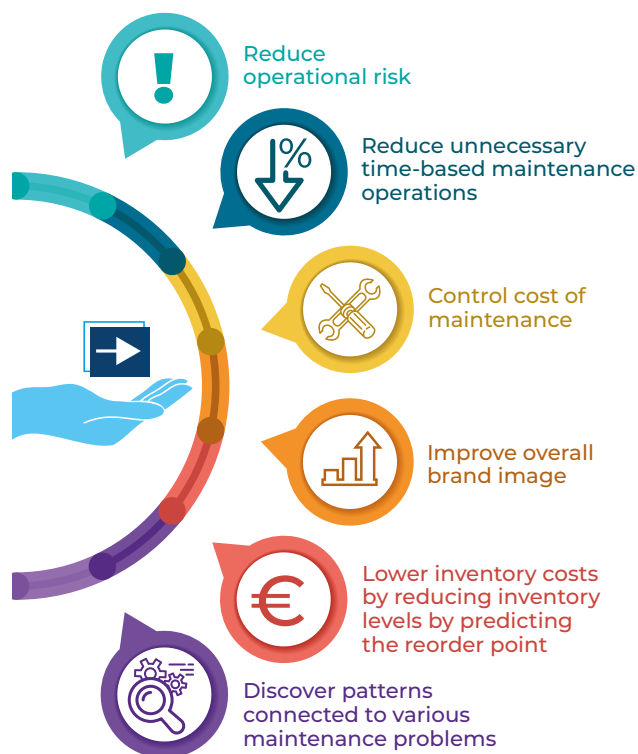 Reduce
operational risk
%
Reduce unnecessary
time-based maintenance
operations
Control cost of
maintenance
Improve overall
brand image
€
Lower inventory costs
by reducing inventory
levels by predicting
the reorder point
Discover patterns
connected to various
maintenance problems